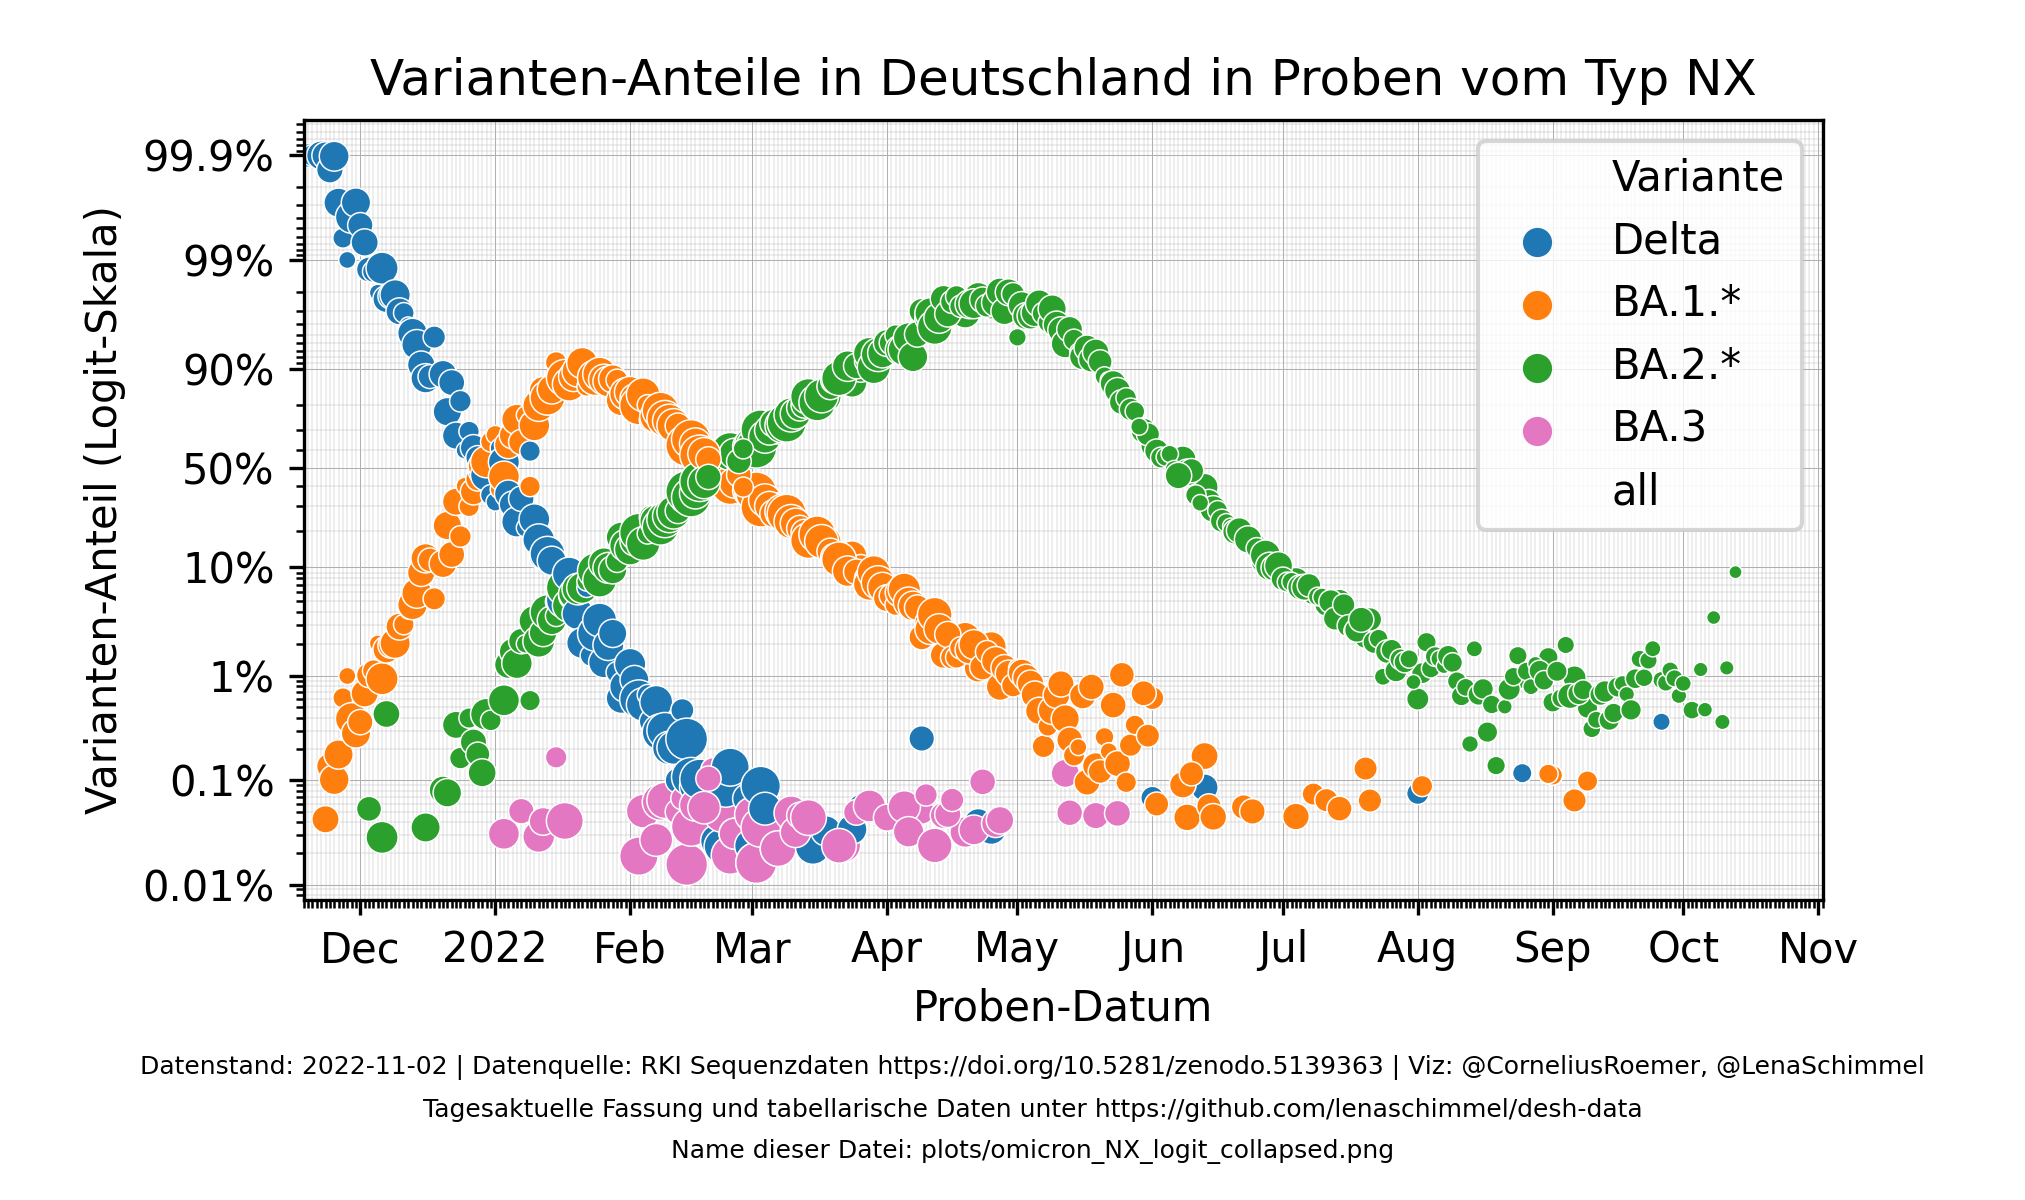 Varianten-Anteile in Deutschland in Proben vom Typ NX
Varianten-Anteil (Logit-Skala)
99.9%
99%
90%
50%
10%
1%
0.1%
0.01%
Variante
Delta
BA.1.*
BA.2.*
BA.3
all
Dec 2022 Feb Mar Apr May Jun Jul Aug Sep Oct Nov
Proben-Datum
Datenstand: 2022-11-02 | Datenquelle: RKI Sequenzdaten https://doi.org/10.5281/zenodo.5139363 | Viz: @CorneliusRoemer, @LenaSchimmel
Tagesaktuelle Fassung und tabellarische Daten unter https://github.com/lenaschimmel/desh-data
Name dieser Datei: plots/omicron_NX_logit_collapsed.png